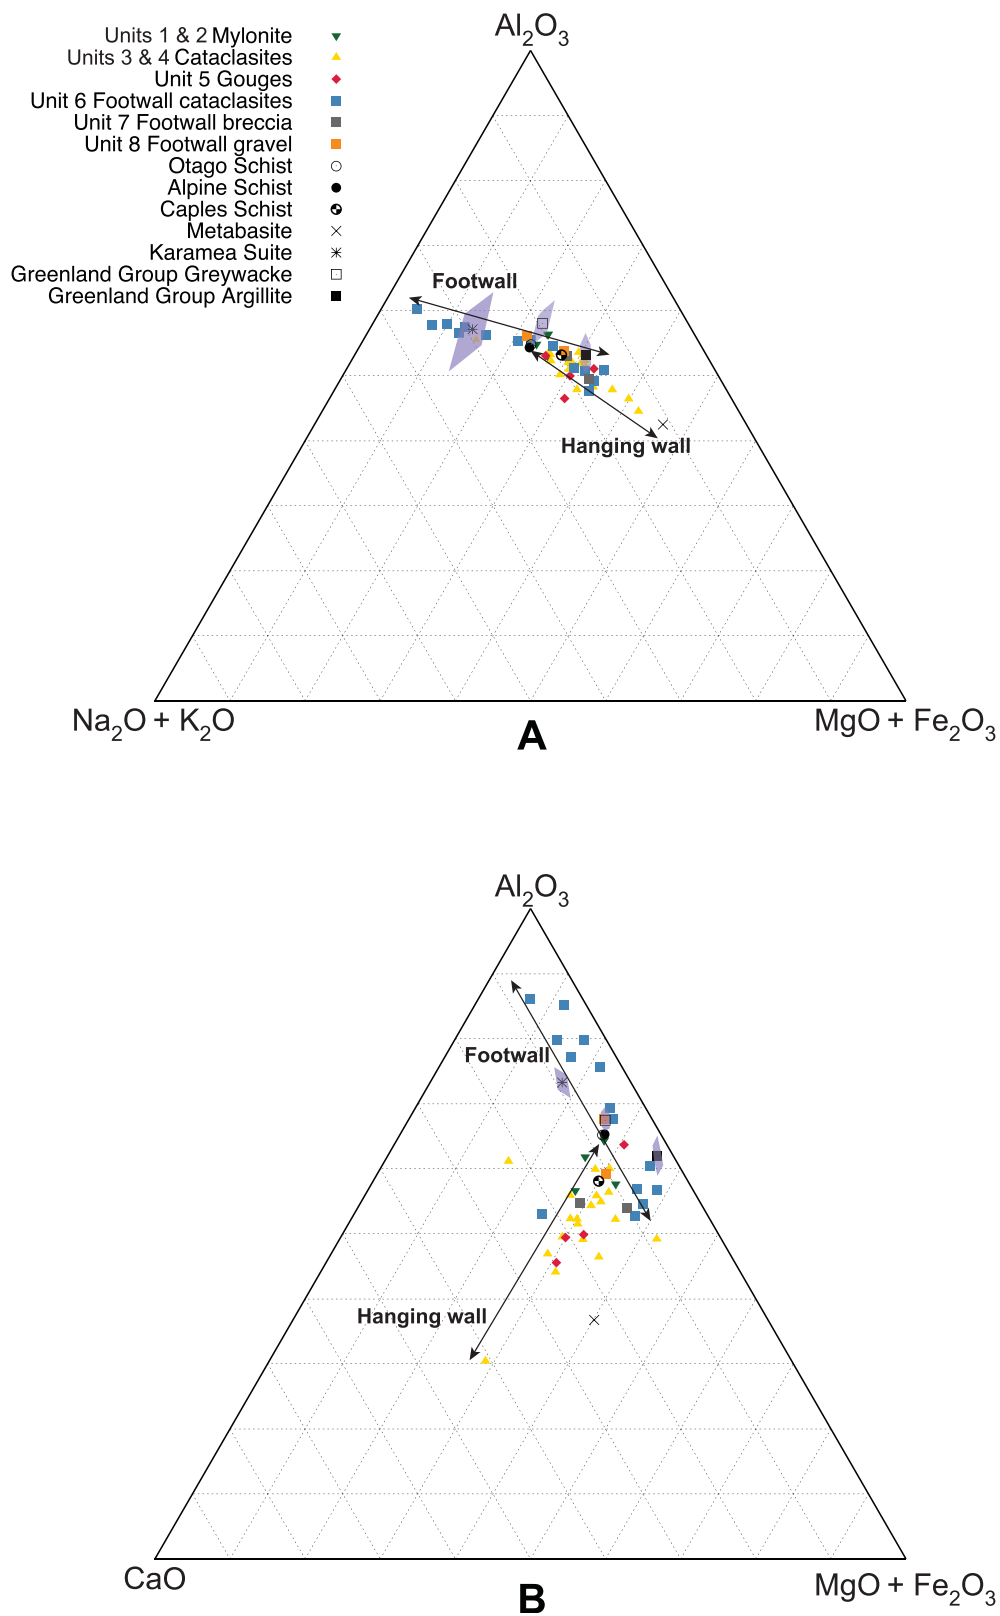 Al2O3
Units 1 & 2 Mylonite
Units 3 & 4 Cataclasites
Unit 5 Gouges
Unit 6 Footwall cataclasites
Unit 7 Footwall breccia
Unit 8 Footwall gravel
Otago Schist
Alpine Schist
Caples Schist
Metabasite
Karamea Suite
Greenland Group Greywacke
Greenland Group Argillite
Footwall
Hanging wall
Na2O + K2O
MgO + Fe2O3
A
Al2O3
Footwall
Hanging wall
CaO
MgO + Fe2O3
B